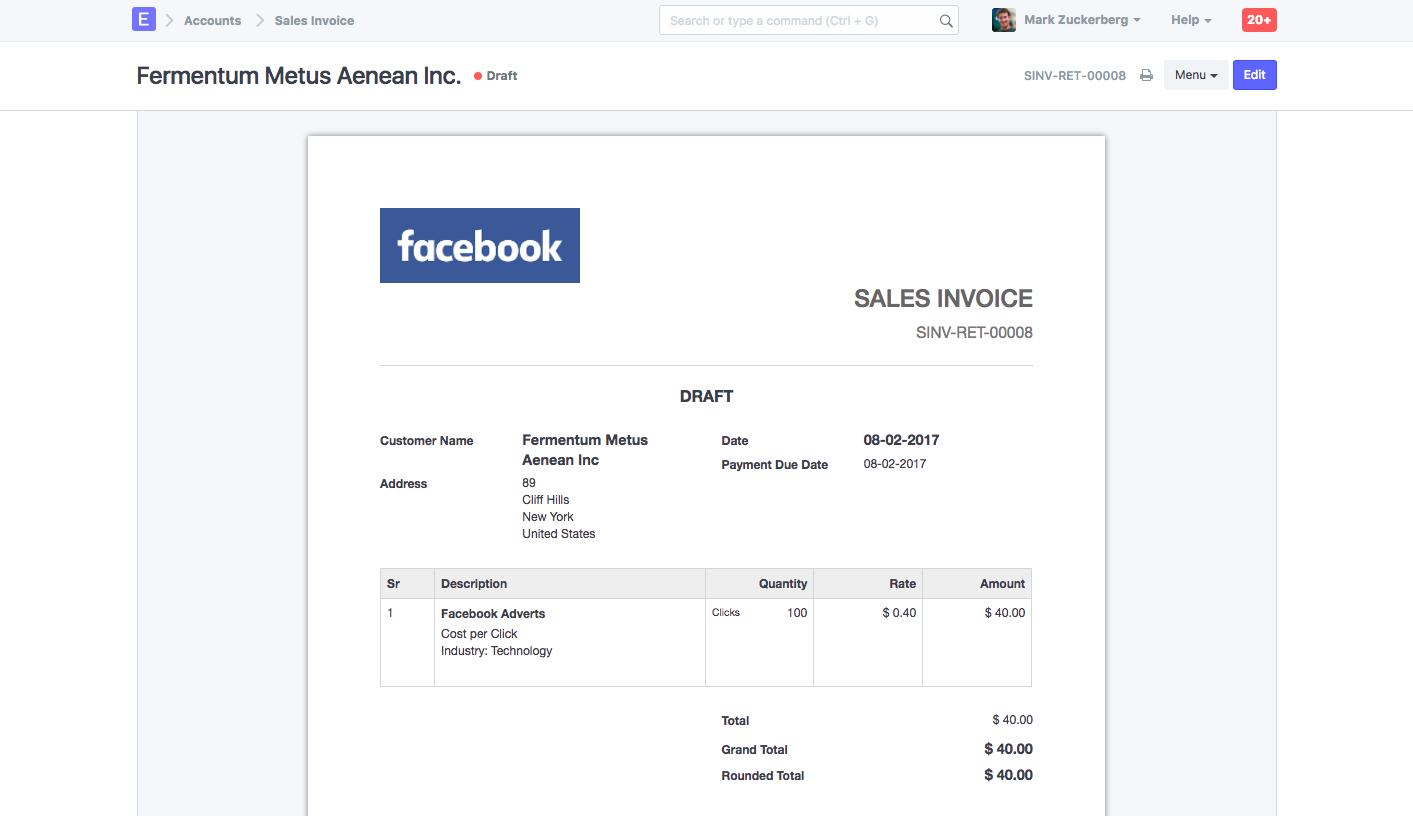 E Accounts Sales Invoice Search or type a command (Ctrl + G) Mark Zuckerberg Help 20+
Fermentum Metus Aenean Inc. Draft SINV-RET-00008 Menu Edit
facebook
SALES INVOICE
SINV-RET-00008
DRAFT
Customer Name Fermentum Metus Date 08-02-2017
Aenean Inc Payment Due Date 08-02-2017
Address 89
Cliff Hills
New York
United States
Sr Description Quantity Rate Amount
1 Facebook Adverts Clicks 100 $ 0.40 $ 40.00
Cost per Click
Industry: Technology
Total $ 40.00
Grand Total $ 40.00
Rounded Total $ 40.00